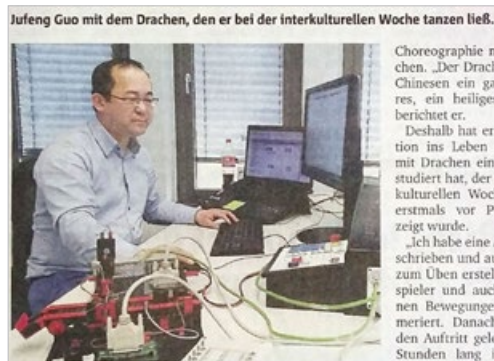 Jufeng Guo mit dem Drachen, den er bei der interkulturellen Woche tanzen ließ.
Choreographie
chen. „Der Drac
Chinesen ein ga
res, ein heilige
berichtet er.
Deshalb hat er
tion ins Leben
mit Drachen ein
studiert hat, der
kulturellen Woc
erstmals vor P
zeigt wurde.
„Ich habe eine
schrieben und a
zum Üben erstel
spieler und auc
nen Bewegunge
meriert. Danac
den Auftritt gel
Stunden lang